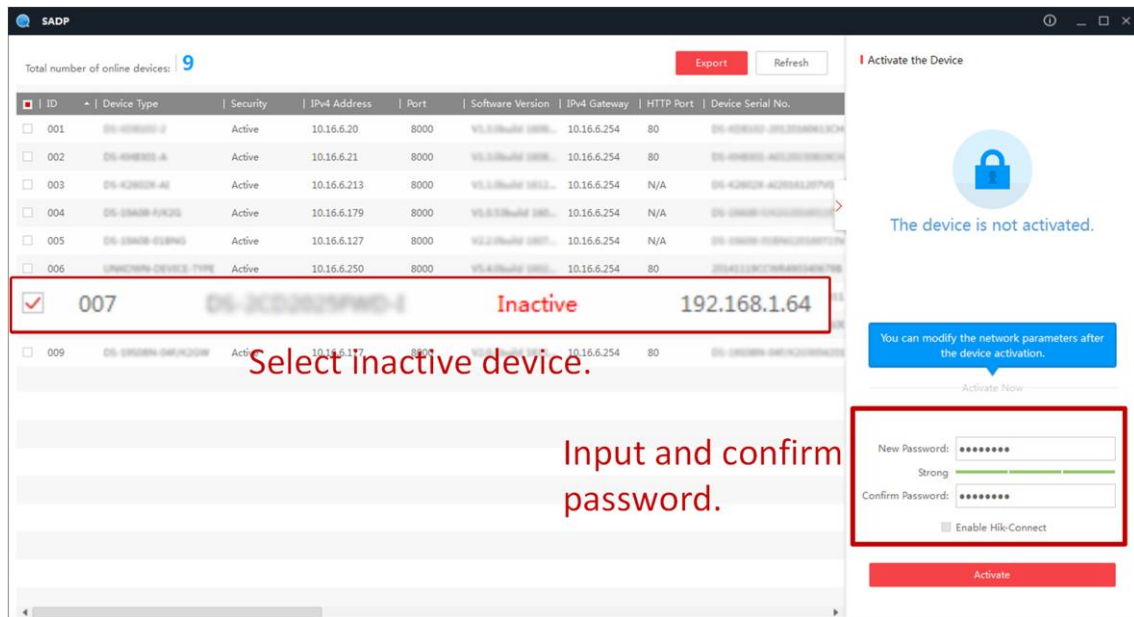 SADP
Total number of online devices: 9
Export Refresh
ID Device Type Security IPv4 Address Port Software Version IPv4 Gateway HTTP Port Device Serial No.
001 Active 10.16.6.20 8000 10.16.6.254 80
002 Active 10.16.6.21 8000 10.16.6.254 80
003 Active 10.16.6.213 8000 10.16.6.254 N/A
004 Active 10.16.6.179 8000 10.16.6.254 N/A
005 Active 10.16.6.127 8000 10.16.6.254 N/A
006 Active 10.16.6.250 8000 10.16.6.254 80
007 Inactive 192.168.1.64
009 Active 10.16.6.177 8000 10.16.6.254 80
Select inactive device.
Input and confirm
password.
Activate the Device
The device is not activated.
You can modify the network parameters after
the device activation.
Activate Now
New Password: ••••••••
Strong
Confirm Password: ••••••••
Enable Hik-Connect
Activate